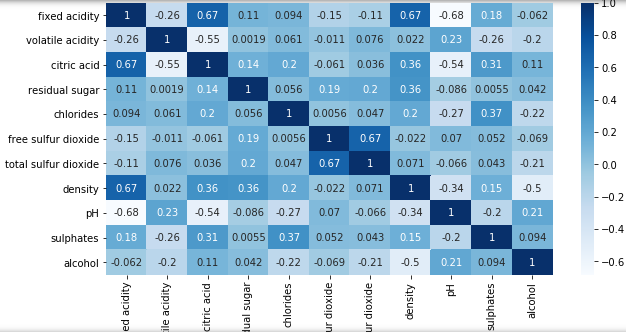 fixed acidity 1 -0.26 0.67 0.11 0.094 -0.15 -0.11 0.67 -0.68 0.18 -0.062
volatile acidity -0.26 1 -0.55 0.0019 0.061 -0.011 0.076 0.022 0.23 -0.26 -0.2
citric acid 0.67 -0.55 1 0.14 0.2 -0.061 0.036 0.36 -0.54 0.31 0.11
residual sugar 0.11 0.0019 0.14 1 0.056 0.19 0.2 0.36 -0.086 0.0055 0.042
chlorides 0.094 0.061 0.2 0.056 1 0.0056 0.047 0.2 -0.27 0.37 -0.22
free sulfur dioxide -0.15 -0.011 -0.061 0.19 0.0056 1 0.67 -0.022 0.07 0.052 -0.069
total sulfur dioxide -0.11 0.076 0.036 0.2 0.047 0.67 1 0.071 -0.066 0.043 -0.21
density 0.67 0.022 0.36 0.36 0.2 -0.022 0.071 1 -0.34 0.15 -0.5
pH -0.68 0.23 -0.54 -0.086 -0.27 0.07 -0.066 -0.34 1 -0.2 0.21
sulphates 0.18 -0.26 0.31 0.0055 0.37 0.052 0.043 0.15 -0.2 1 0.094
alcohol -0.062 -0.2 0.11 0.042 -0.22 -0.069 -0.21 -0.5 0.21 0.094 1
ed acidity
tile acidity
citric acid
dual sugar
chlorides
ur dioxide
ur dioxide
density
pH
sulphates
alcohol
1.0
0.8
0.6
0.4
0.2
0.0
-0.2
-0.4
-0.6